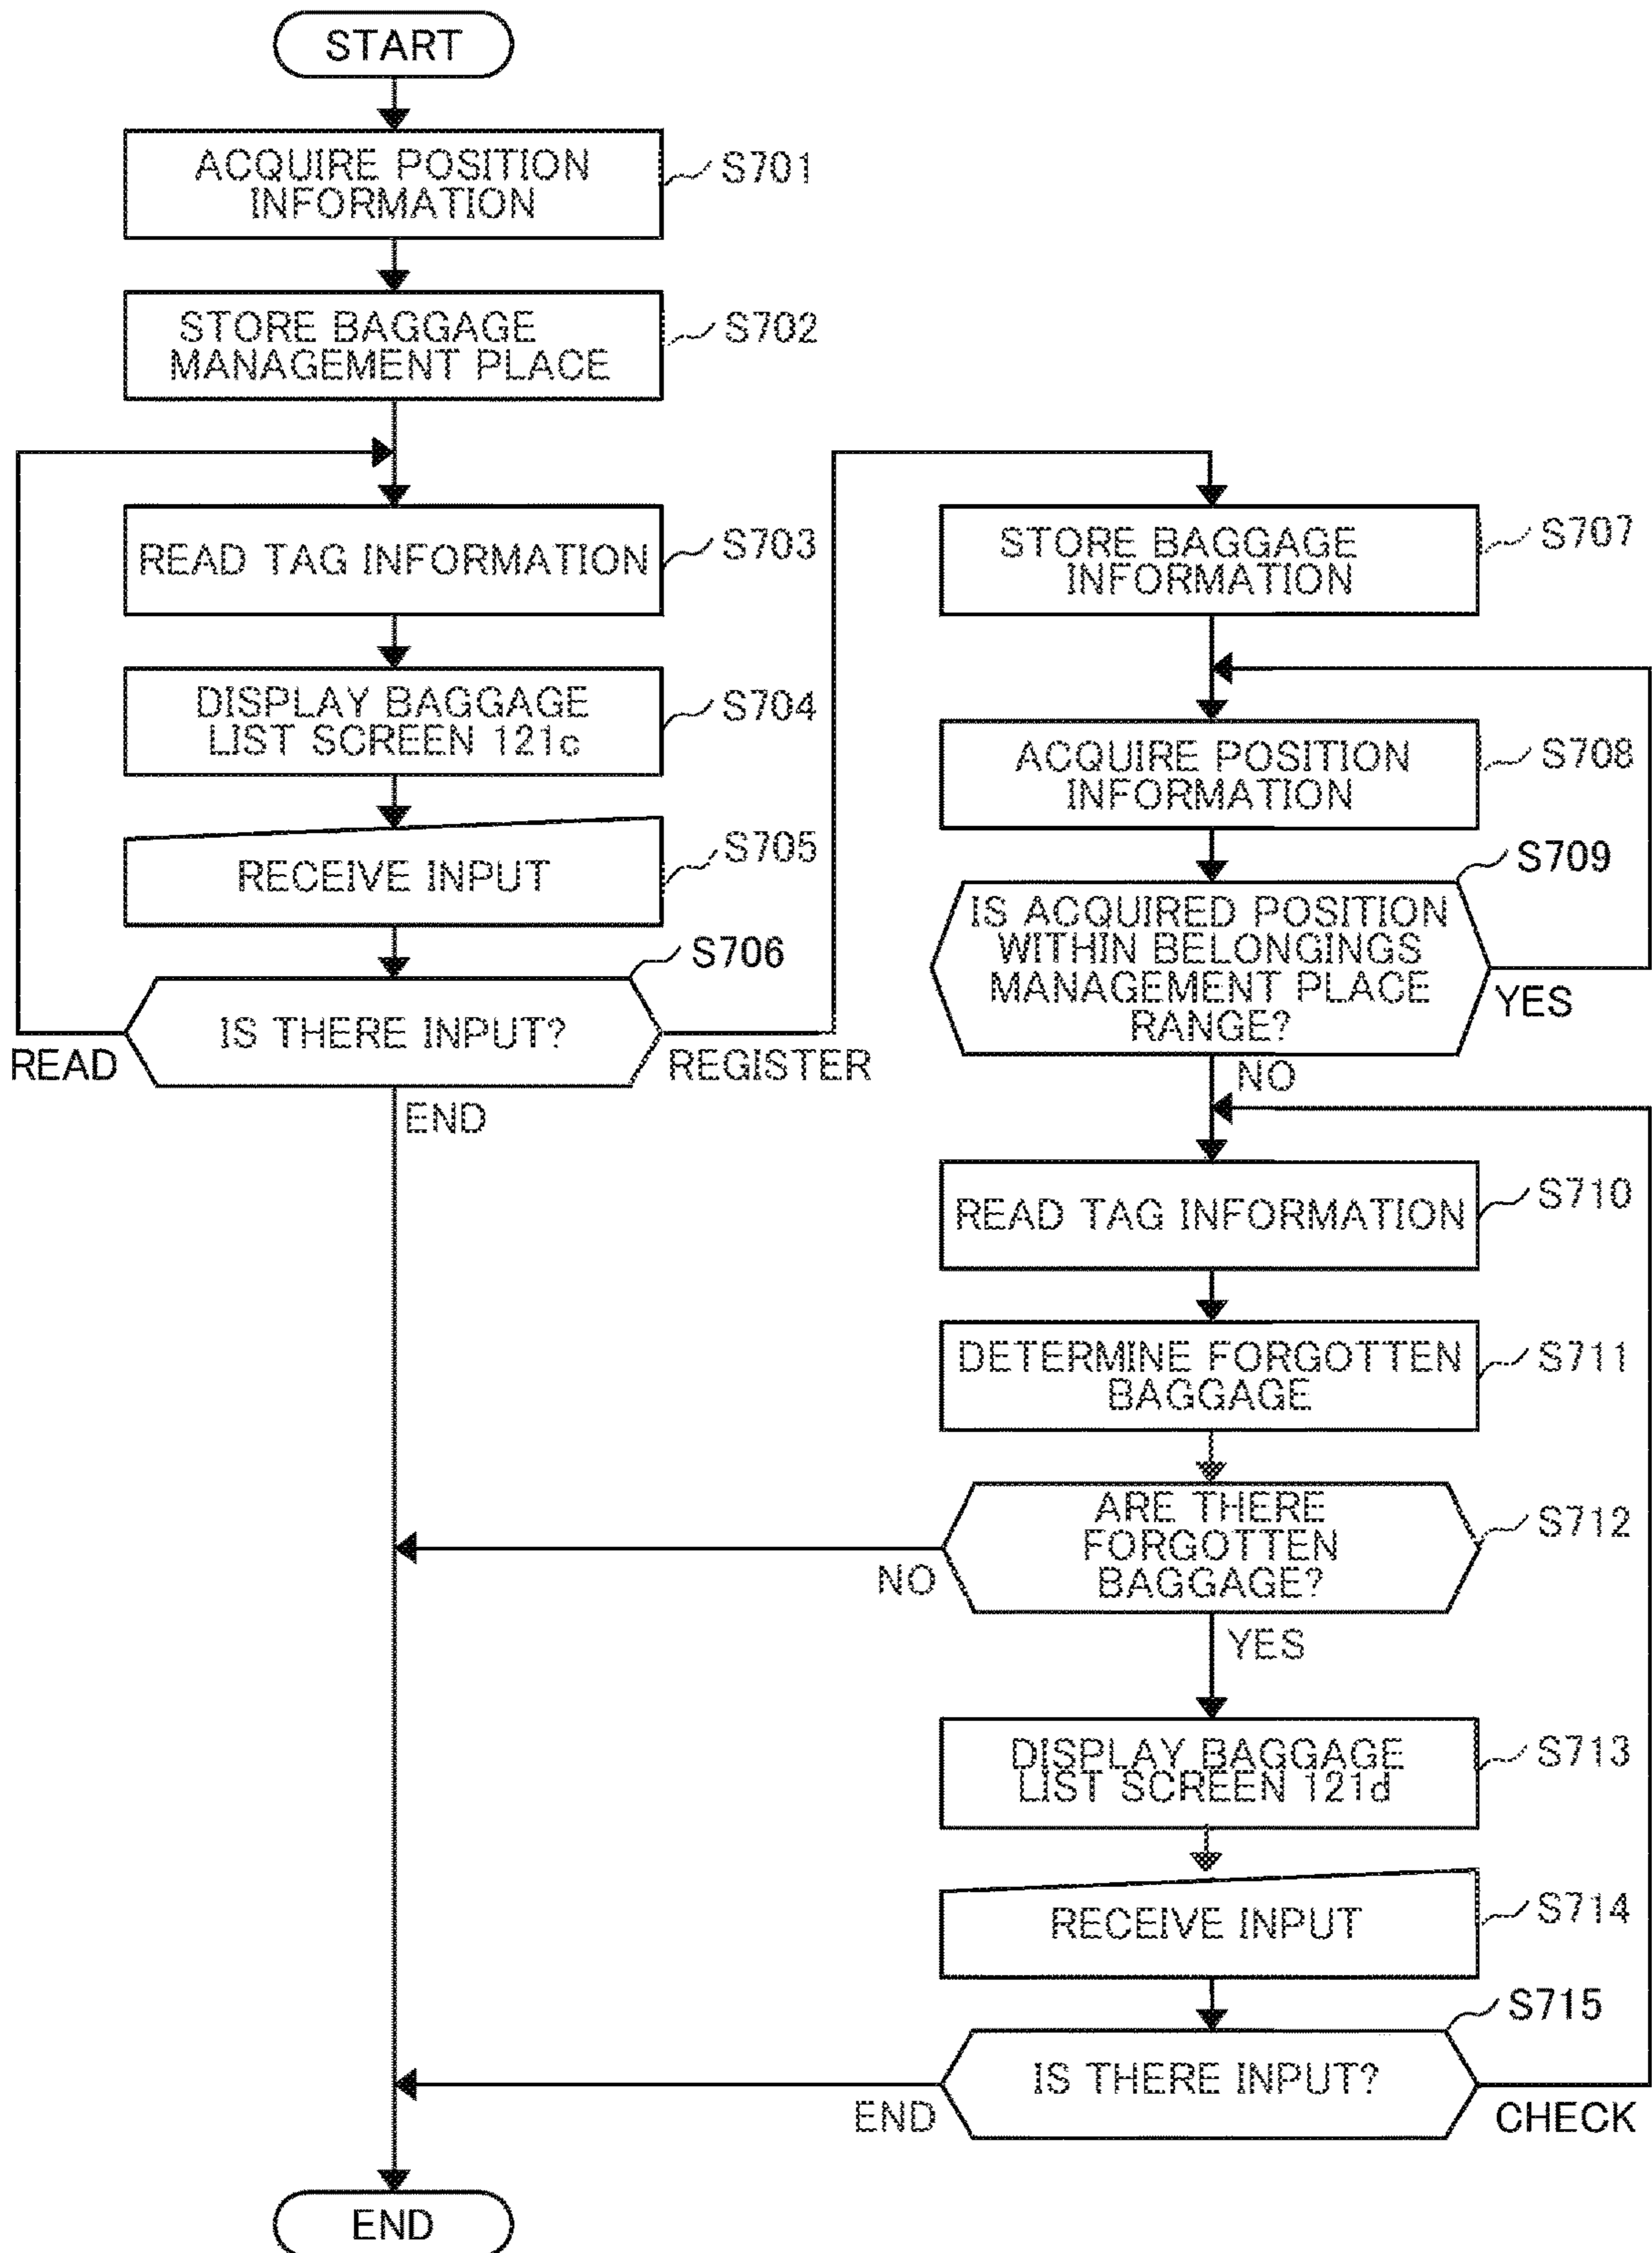 START
ACQUIRE POSITION
INFORMATION
S701
STORE BAGGAGE
MANAGEMENT PLACE
S702
READ TAG INFORMATION
S703
DISPLAY BAGGAGE
LIST SCREEN 121c
S704
RECEIVE INPUT
S705
IS THERE INPUT?
S706
READ
REGISTER
END
STORE BAGGAGE
INFORMATION
S707
ACQUIRE POSITION
INFORMATION
S708
IS ACQUIRED POSITION
WITHIN BELONGINGS
MANAGEMENT PLACE
RANGE?
S709
YES
NO
READ TAG INFORMATION
S710
DETERMINE FORGOTTEN
BAGGAGE
S711
ARE THERE
FORGOTTEN
BAGGAGE?
S712
NO
YES
DISPLAY BAGGAGE
LIST SCREEN 121d
S713
RECEIVE INPUT
S714
IS THERE INPUT?
S715
END
CHECK
END